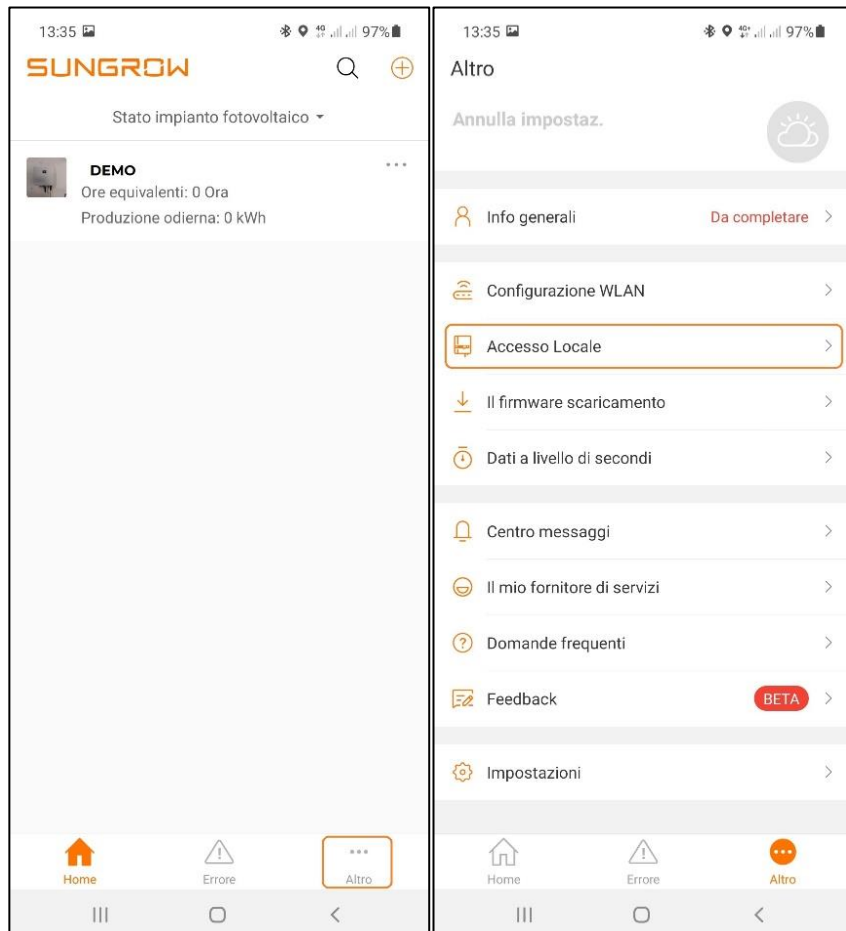 13:35
4G
97%
SUNGROW
Stato impianto fotovoltaico
DEMO
Ore equivalenti: 0 Ora
Produzione odierna: 0 kWh
Home
Errore
Altro
13:35
4G+
97%
Altro
Annulla impostaz.
Info generali
Da completare
Configurazione WLAN
Accesso Locale
Il firmware scaricamento
Dati a livello di secondi
Centro messaggi
Il mio fornitore di servizi
Domande frequenti
Feedback
BETA
Impostazioni
Home
Errore
Altro